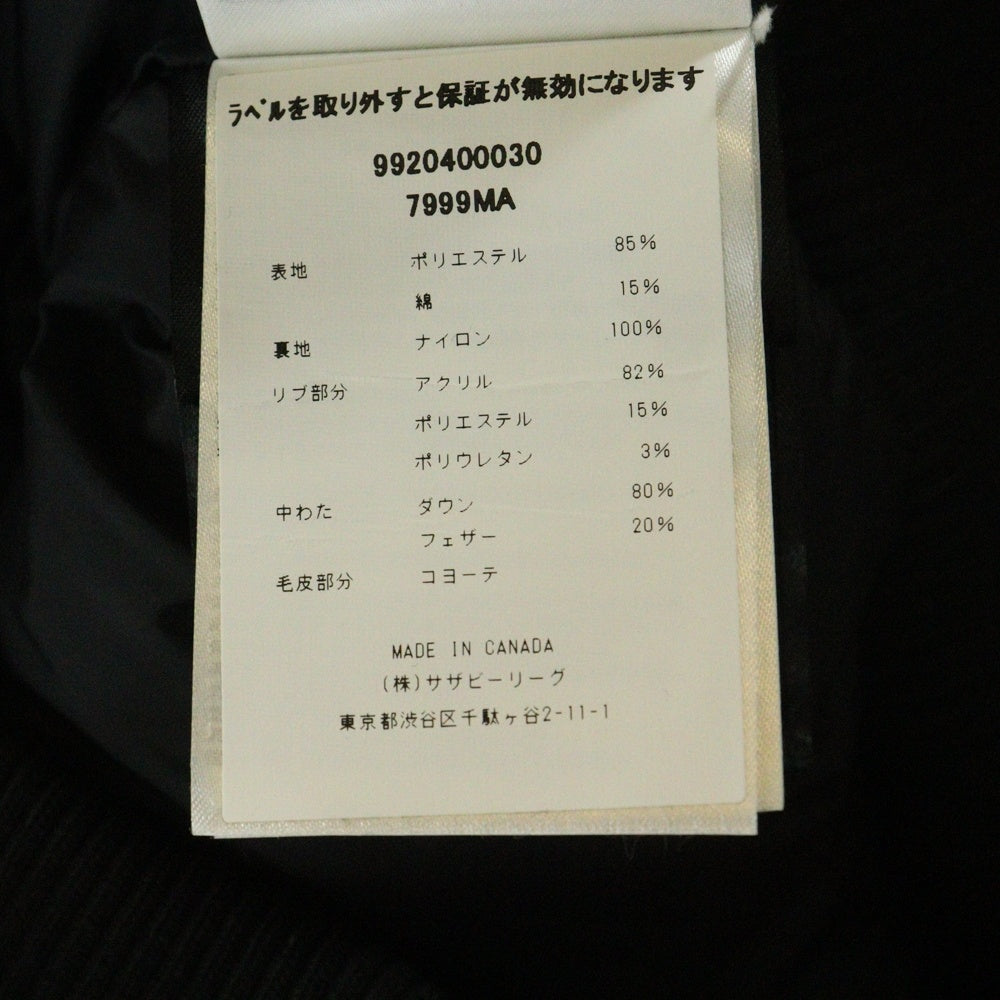 ラベルを取り外すと保証が無効になります
9920400030
7999MA
表地 ポリエステル 85%
綿 15%
裏地 ナイロン 100%
リブ部分 アクリル 82%
ポリエステル 15%
ポリウレタン 3%
中わた ダウン 80%
フェザー 20%
毛皮部分 コヨーテ
MADE IN CANADA
(株)サザビーリーグ
東京都渋谷区千駄ヶ谷2-11-1